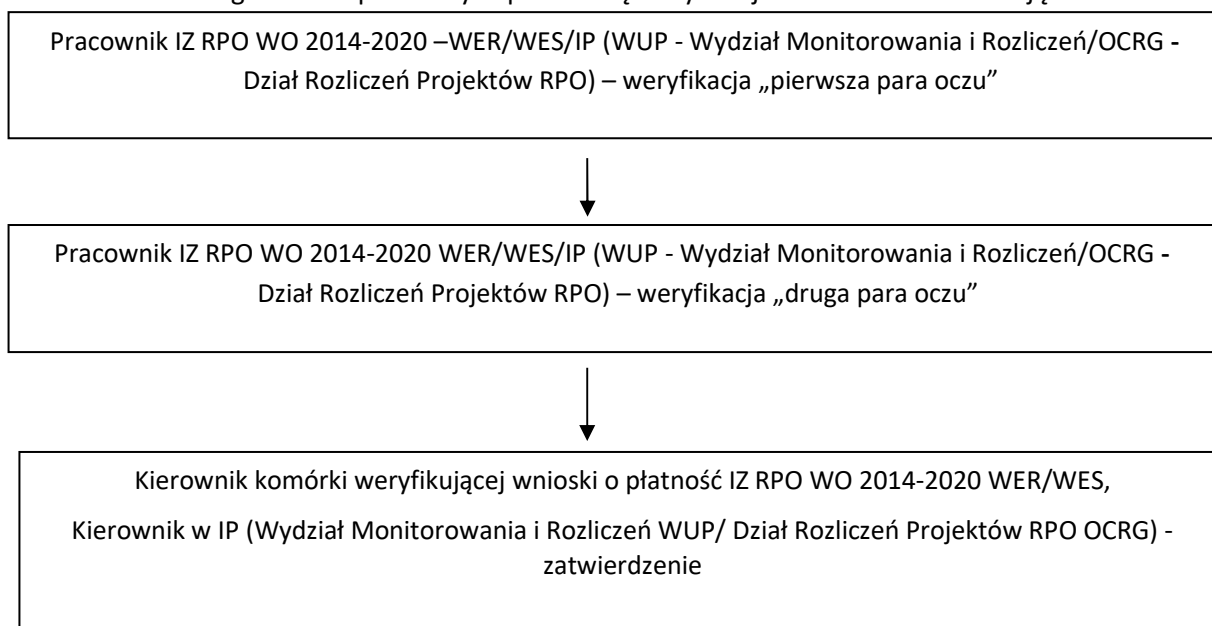 Pracownik IZ RPO WO 2014-2020 –WER/WES/IP (WUP - Wydział Monitorowania i Rozliczeń/OCRG -
Dział Rozliczeń Projektów RPO) – weryfikacja „pierwsza para oczu”
Pracownik IZ RPO WO 2014-2020 WER/WES/IP (WUP - Wydział Monitorowania i Rozliczeń/OCRG -
Dział Rozliczeń Projektów RPO) – weryfikacja „druga para oczu”
Kierownik komórki weryfikującej wnioski o płatność IZ RPO WO 2014-2020 WER/WES,
Kierownik w IP (Wydział Monitorowania i Rozliczeń WUP/ Dział Rozliczeń Projektów RPO OCRG) -
zatwierdzenie